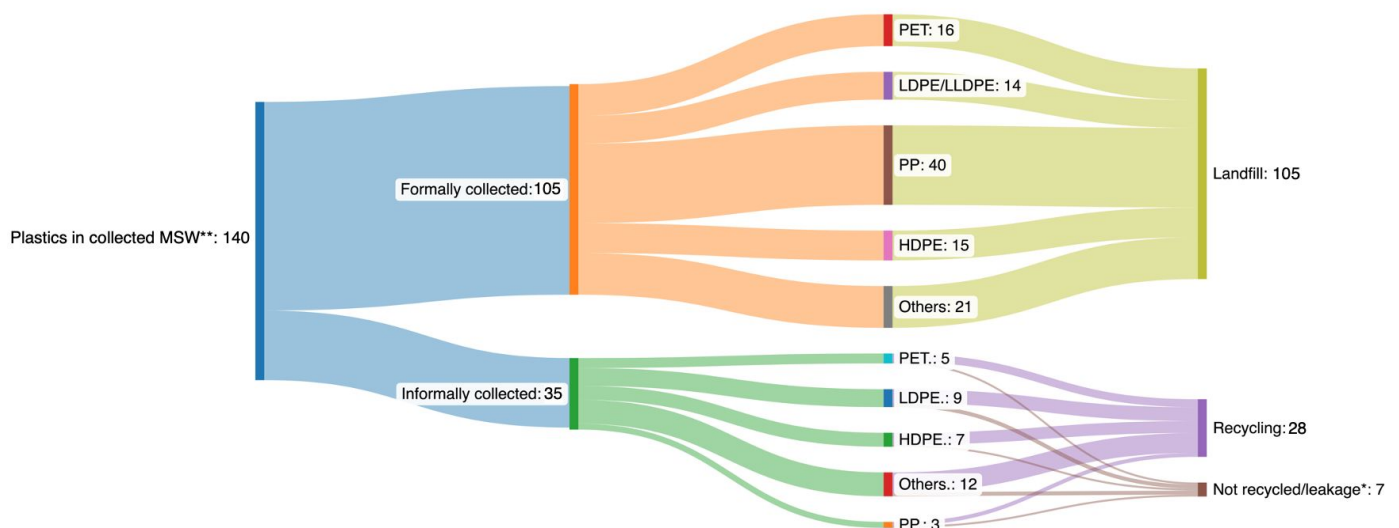 PET: 16
LDPE/LLDPE: 14
PP: 40
HDPE: 15
Others: 21
Landfill: 105
Formally collected: 105
Plastics in collected MSW**: 140
Informally collected: 35
PET.: 5
LDPE.: 9
HDPE.: 7
Others.: 12
PP.: 3
Recycling: 28
Not recycled/leakage*: 7